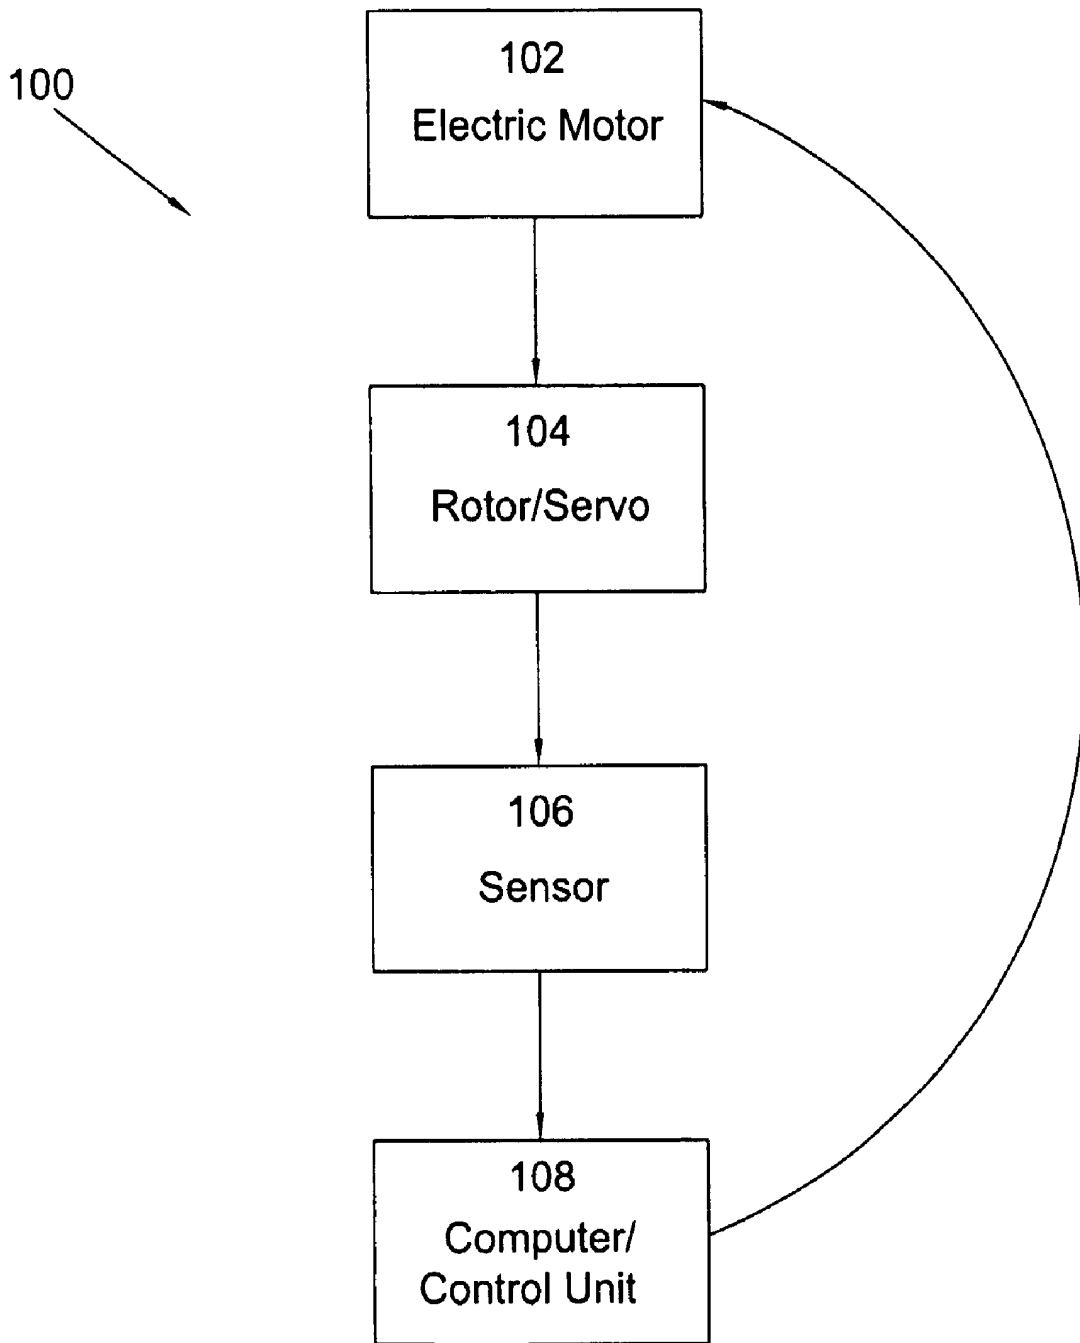 100
102
Electric Motor
104
Rotor/Servo
106
Sensor
108
Computer/
Control Unit